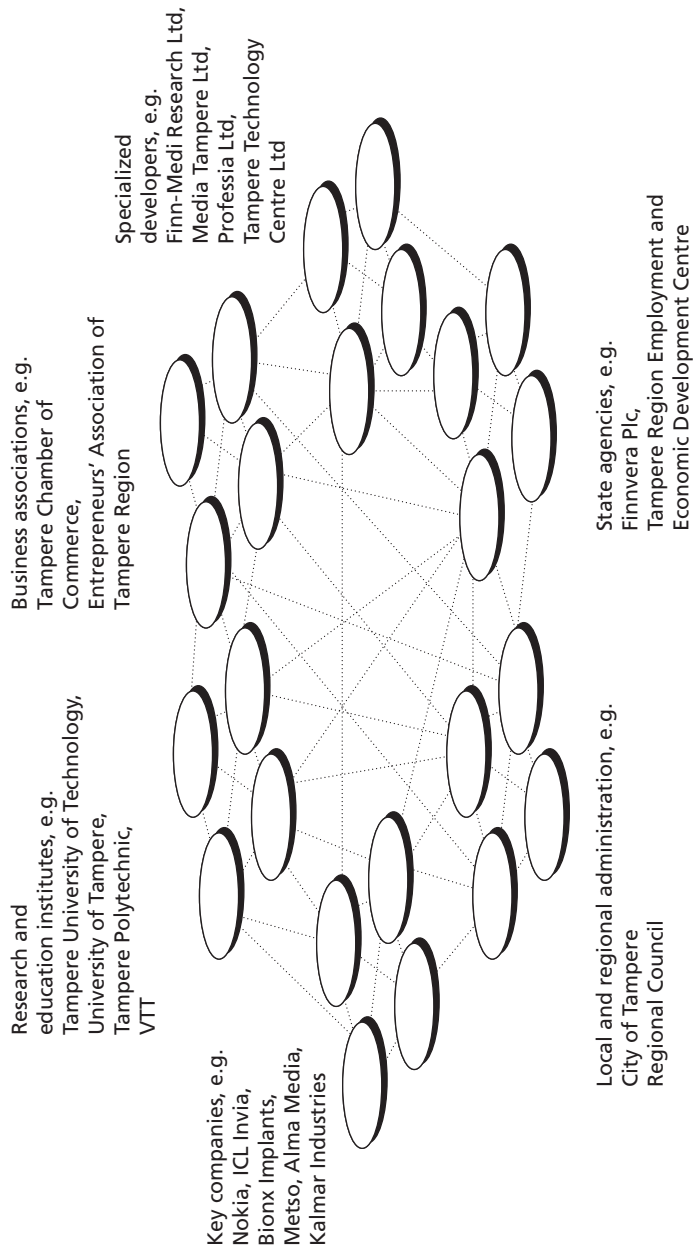 Research and
education institutes, e.g.
Tampere University of Technology,
University of Tampere,
Tampere Polytechnic,
VTT
Business associations, e.g.
Tampere Chamber of
Commerce,
Entrepreneurs' Association of
Tampere Region
Specialized
developers, e.g.
Finn-Medi Research Ltd,
Media Tampere Ltd,
Professia Ltd,
Tampere Technology
Centre Ltd
Key companies, e.g.
Nokia, ICL Invia,
Bionx Implants,
Metso, Alma Media,
Kalmar Industries
Local and regional administration, e.g.
City of Tampere
Regional Council
State agencies, e.g.
Finnvera Plc,
Tampere Region Employment and
Economic Development Centre